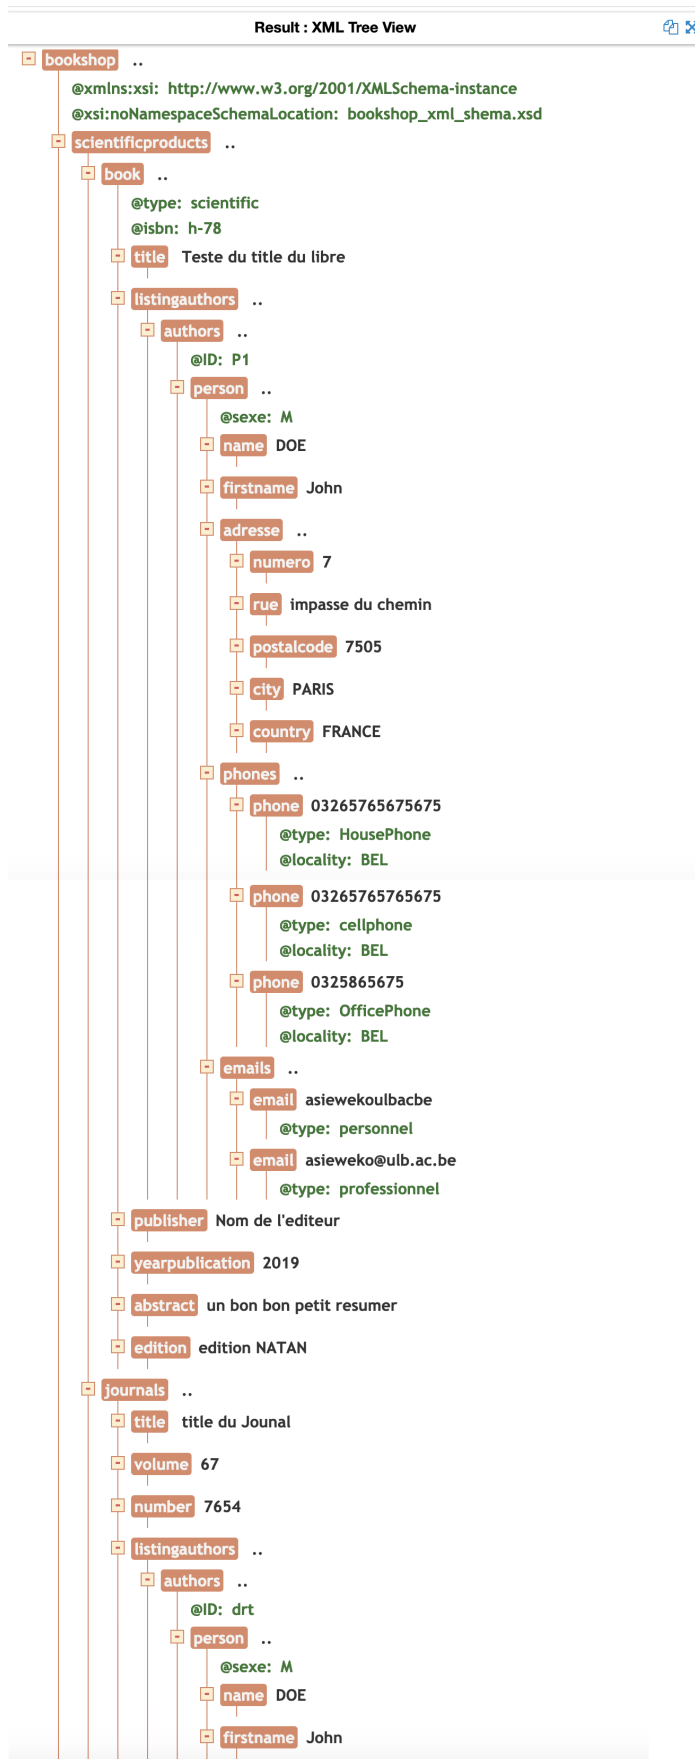 Result : XML Tree View
bookshop ..
@xmlns:xsi: http://www.w3.org/2001/XMLSchema-instance
@xsi:noNamespaceSchemaLocation: bookshop_xml_shema.xsd
scientificproducts ..
book ..
@type: scientific
@isbn: h-78
title Teste du title du libre
listingauthors ..
authors ..
@ID: P1
person ..
@sexe: M
name DOE
firstname John
adresse ..
numero 7
rue impasse du chemin
postalcode 7505
city PARIS
country FRANCE
phones ..
phone 03265765675675
@type: HousePhone
@locality: BEL
phone 03265765765675
@type: cellphone
@locality: BEL
phone 0325865675
@type: OfficePhone
@locality: BEL
emails ..
email asiewekoulbacbe
@type: personnel
email asieweko@ulb.ac.be
@type: professionnel
publisher Nom de l'editeur
yearpublication 2019
abstract un bon bon petit resumer
edition edition NATAN
journals ..
title title du Jounal
volume 67
number 7654
listingauthors ..
authors ..
@ID: drt
person ..
@sexe: M
name DOE
firstname John